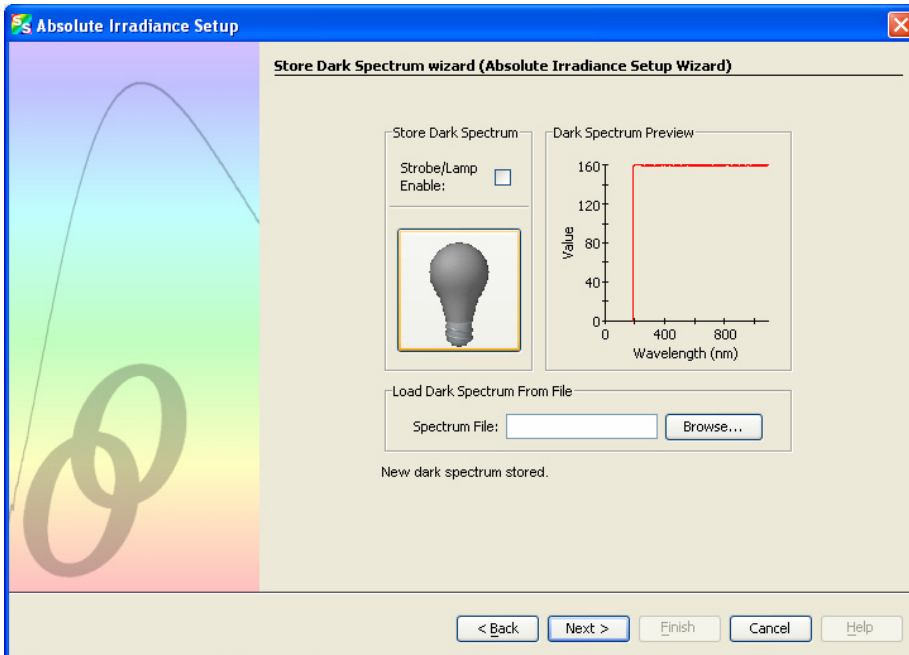 Absolute Irradiance Setup
Store Dark Spectrum wizard (Absolute Irradiance Setup Wizard)
Store Dark Spectrum
Strobe/Lamp
Enable:
Dark Spectrum Preview
160
120
80
40
0
Value
0 400 800
Wavelength (nm)
Load Dark Spectrum From File
Spectrum File:
Browse...
New dark spectrum stored.
< Back
Next >
Finish
Cancel
Help